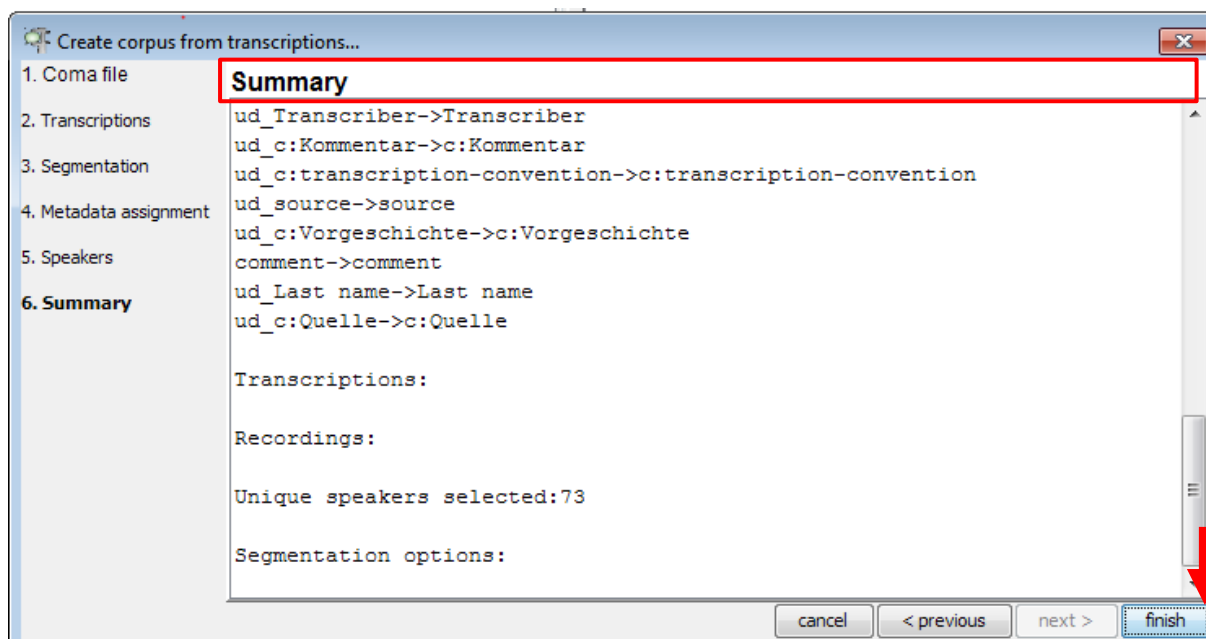 Create corpus from transcriptions...
1. Coma file
2. Transcriptions
3. Segmentation
4. Metadata assignment
5. Speakers
6. Summary
Summary
ud_Transcriber->Transcriber
ud_c:Kommentar->c:Kommentar
ud_c:transcription-convention->c:transcription-convention
ud_source->source
ud_c:Vorgeschichte->c:Vorgeschichte
comment->comment
ud_Last name->Last name
ud_c:Quelle->c:Quelle
Transcriptions:
Recordings:
Unique speakers selected:73
Segmentation options:
cancel < previous next > finish